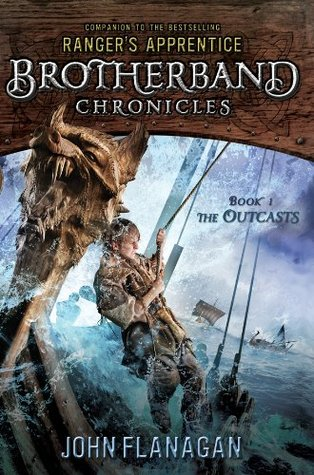 COMPANION TO THE BESTSELLING
RANGER'S APPRENTICE
BROTHERBAND
CHRONICLES
BOOK 1
THE OUTCASTS
JOHN FLANAGAN